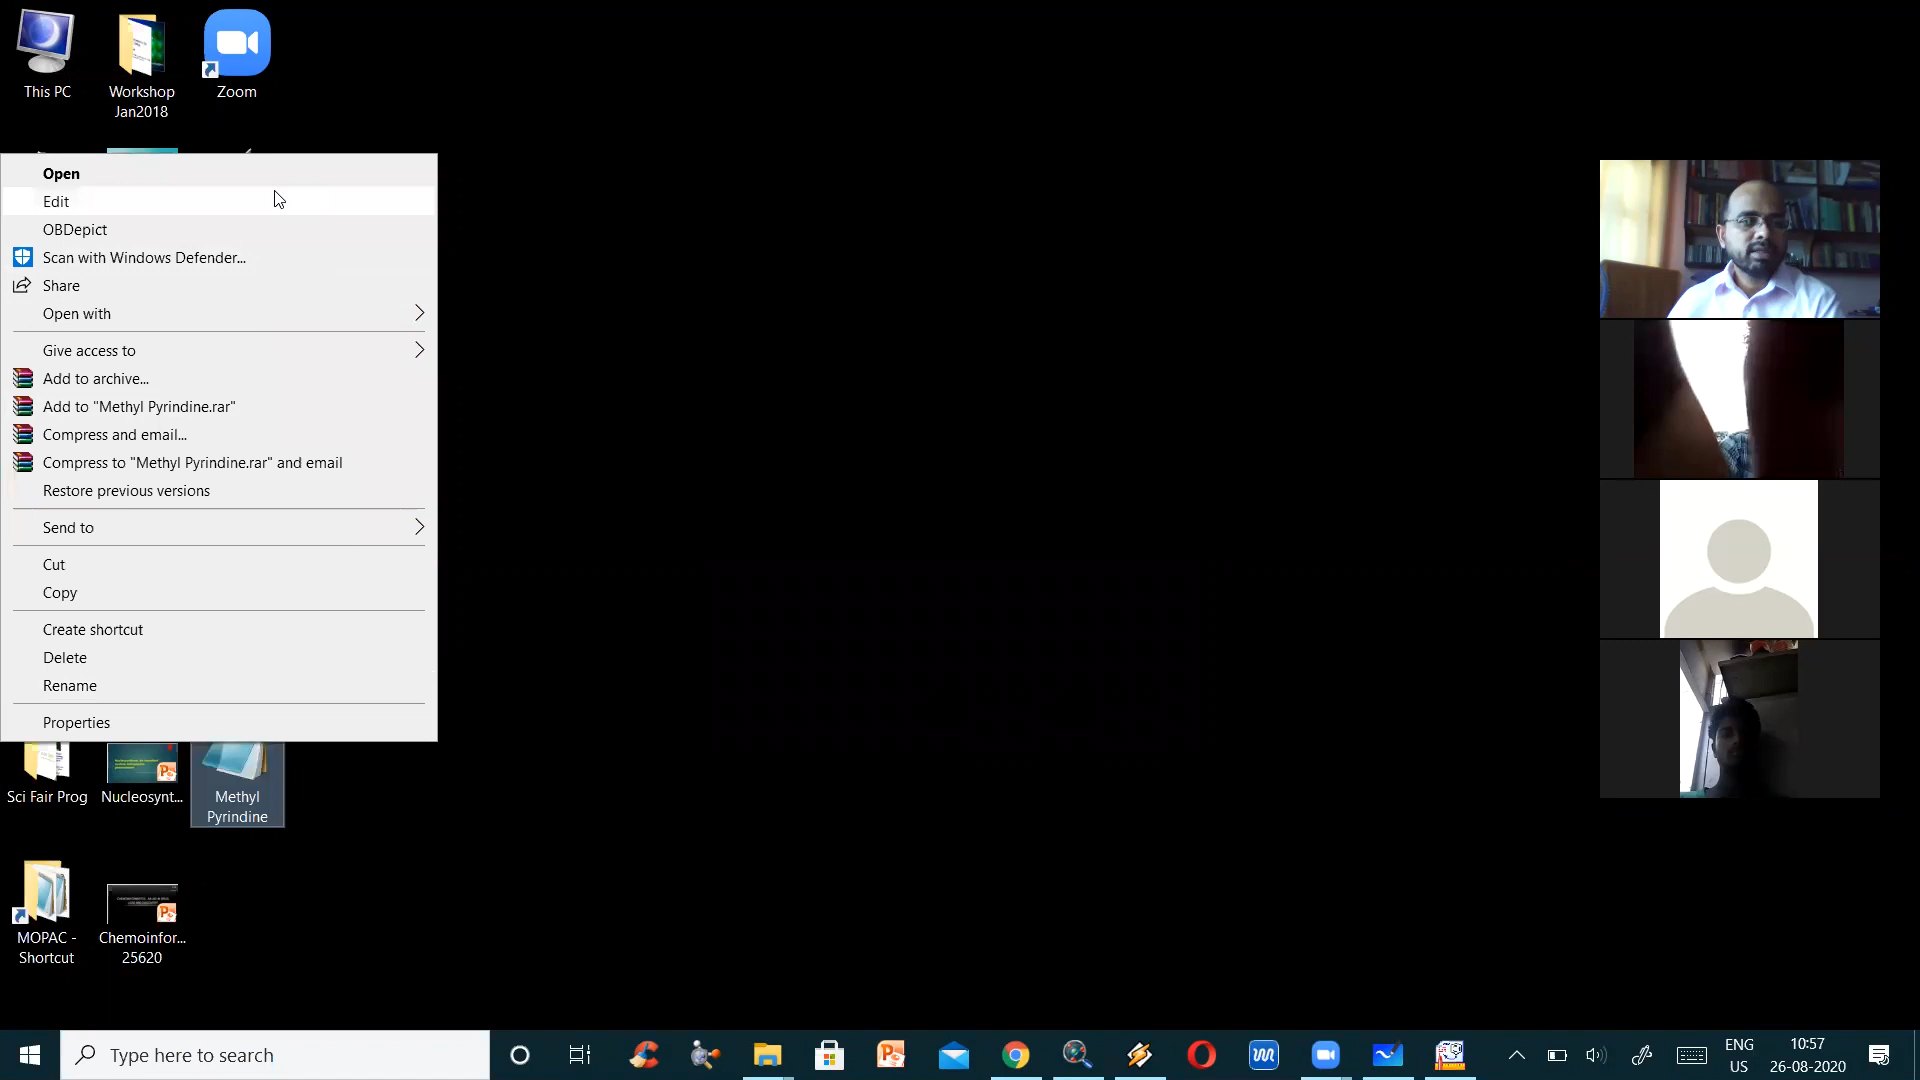 This PC
Workshop
Jan2018
Zoom
Open
Edit
OBDepict
Scan with Windows Defender...
Share
Open with
Give access to
Add to archive...
Add to "Methyl Pyrindine.rar"
Compress and email...
Compress to "Methyl Pyrindine.rar" and email
Restore previous versions
Send to
Cut
Copy
Create shortcut
Delete
Rename
Properties
Sci Fair Prog
Nucleosynt...
Methyl
Pyrindine
MOPAC -
Shortcut
Chemoinfor...
25620
Type here to search
ENG
US
10:57
26-08-2020